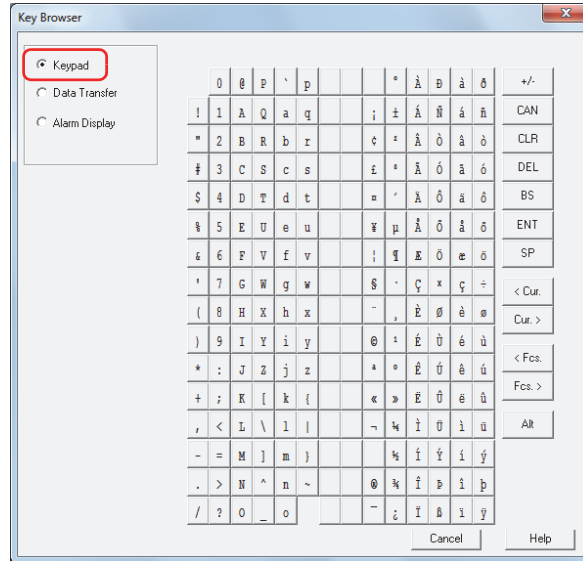 Key Browser
Keypad
Data Transfer
Alarm Display
0 @ P ` p ° À Ð à ð +/-
! 1 A Q a q ¡ ± Á Ñ á ñ CAN
" 2 B R b r ¢ ² Â Ò â ò CLR
# 3 C S c s £ ³ Ã Ó ã ó DEL
$ 4 D T d t ¤ ´ Ä Ô ä ô BS
% 5 E U e u ¥ µ Å Õ å õ ENT
& 6 F V f v ¦ ¶ Æ Ö æ ö SP
' 7 G W g w § · Ç × ç ÷
< Cur.
( 8 H X h x ¨ ¸ È Ø è ø
Cur. >
) 9 I Y i y © ¹ É Ù é ù
< Fcs.
* : J Z j z ª º Ê Ú ê ú
Fcs. >
+ ; K [ k { « » Ë Û ë û
, < L \ l | ¬ ¼ Ì Ü ì ü Alt
- = M ] m } ½ Í Ý í ý
. > N ^ n ~ ® ¾ Î Þ î þ
/ ? O _ o ¯ ¿ Ï ß ï ÿ
Cancel Help